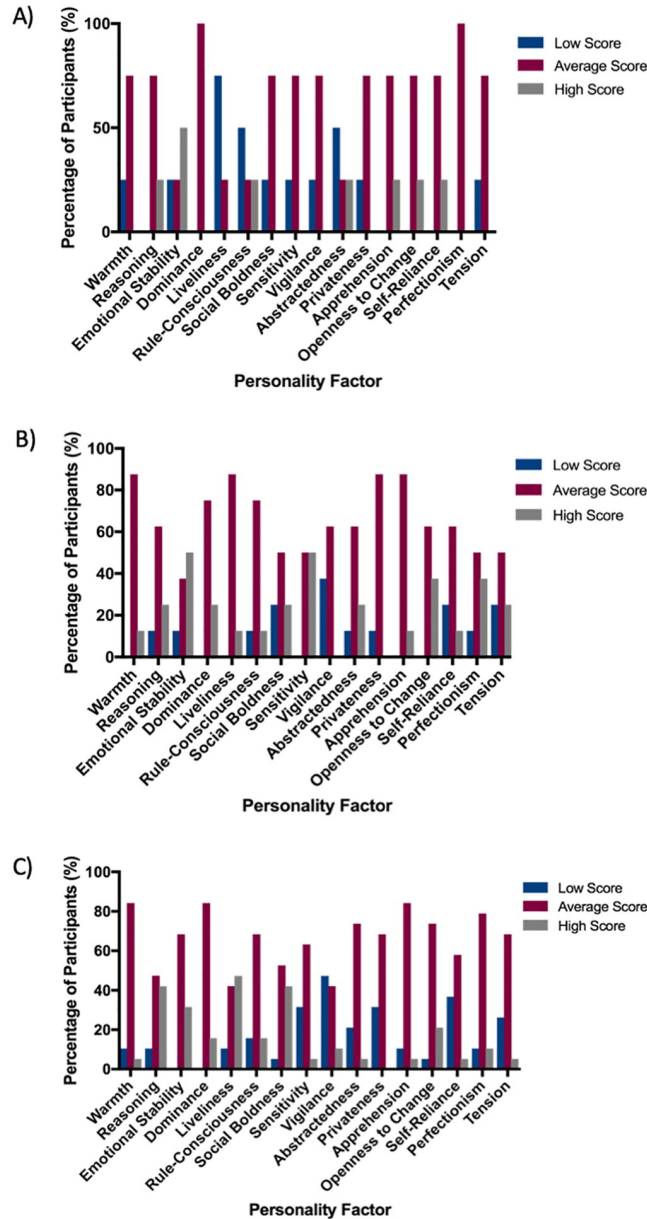 A)
Percentage of Participants (%)
100
50
0
Low Score
Average Score
High Score
Warmth
Reasoning
Emotional Stability
Dominance
Liveliness
Rule-Consciousness
Social Boldness
Sensitivity
Vigilance
Abstractedness
Privateness
Apprehension
Openness to Change
Self-Reliance
Perfectionism
Tension
Personality Factor
B)
Percentage of Participants (%)
100
80
60
40
20
0
Low Score
Average Score
High Score
Warmth
Reasoning
Emotional Stability
Dominance
Liveliness
Rule-Consciousness
Social Boldness
Sensitivity
Vigilance
Abstractedness
Privateness
Apprehension
Openness to Change
Self-Reliance
Perfectionism
Tension
Personality Factor
C)
Percentage of Participants (%)
100
80
60
40
20
0
Low Score
Average Score
High Score
Warmth
Reasoning
Emotional Stability
Dominance
Liveliness
Rule-Consciousness
Social Boldness
Sensitivity
Vigilance
Abstractedness
Privateness
Apprehension
Openness to Change
Self-Reliance
Perfectionism
Tension
Personality Factor